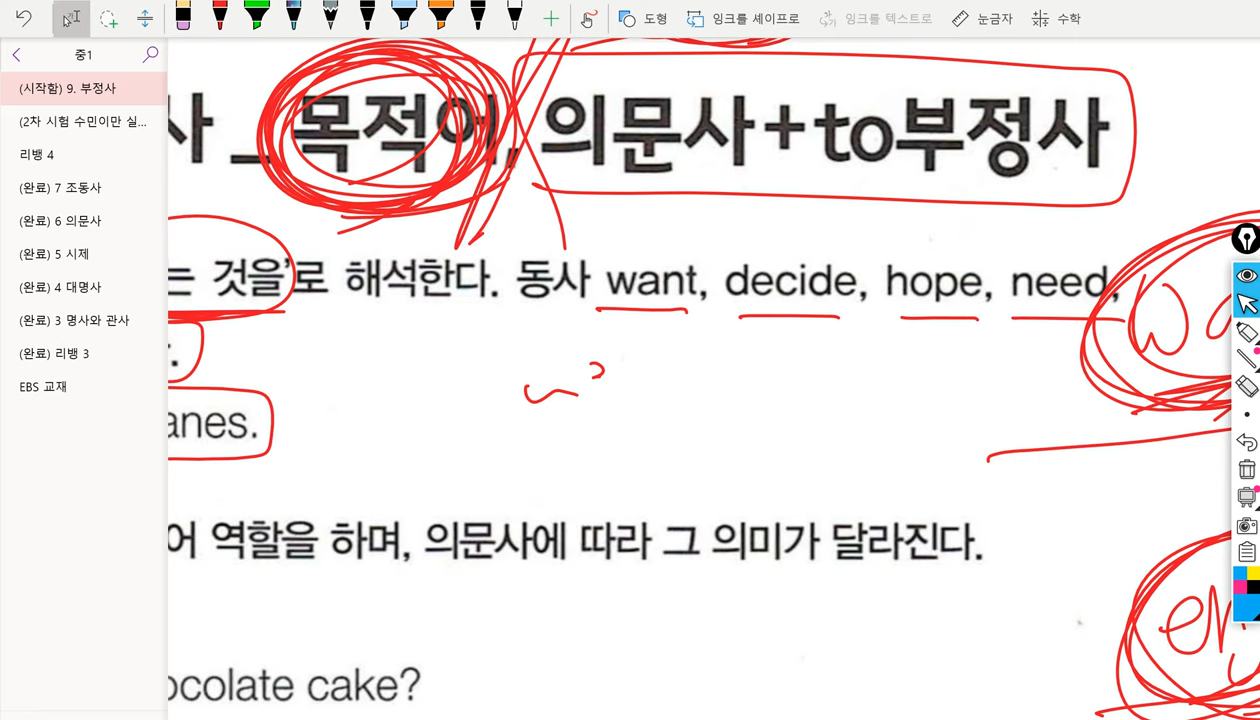 도형 잉크를 셰이프로 잉크를 텍스트로 눈금자 수학
중1
(시작함) 9. 부정사
(2차 시험 수민이만 실...
리뱅 4
(완료) 7 조동사
(완료) 6 의문사
(완료) 5 시제
(완료) 4 대명사
(완료) 3 명사와 관사
(완료) 리뱅 3
EBS 교재
사 _ 목적어, 의문사+to부정사
는 것을'로 해석한다. 동사 want, decide, hope, need,
anes.
어 역할을 하며, 의문사에 따라 그 의미가 달라진다.
ocolate cake?